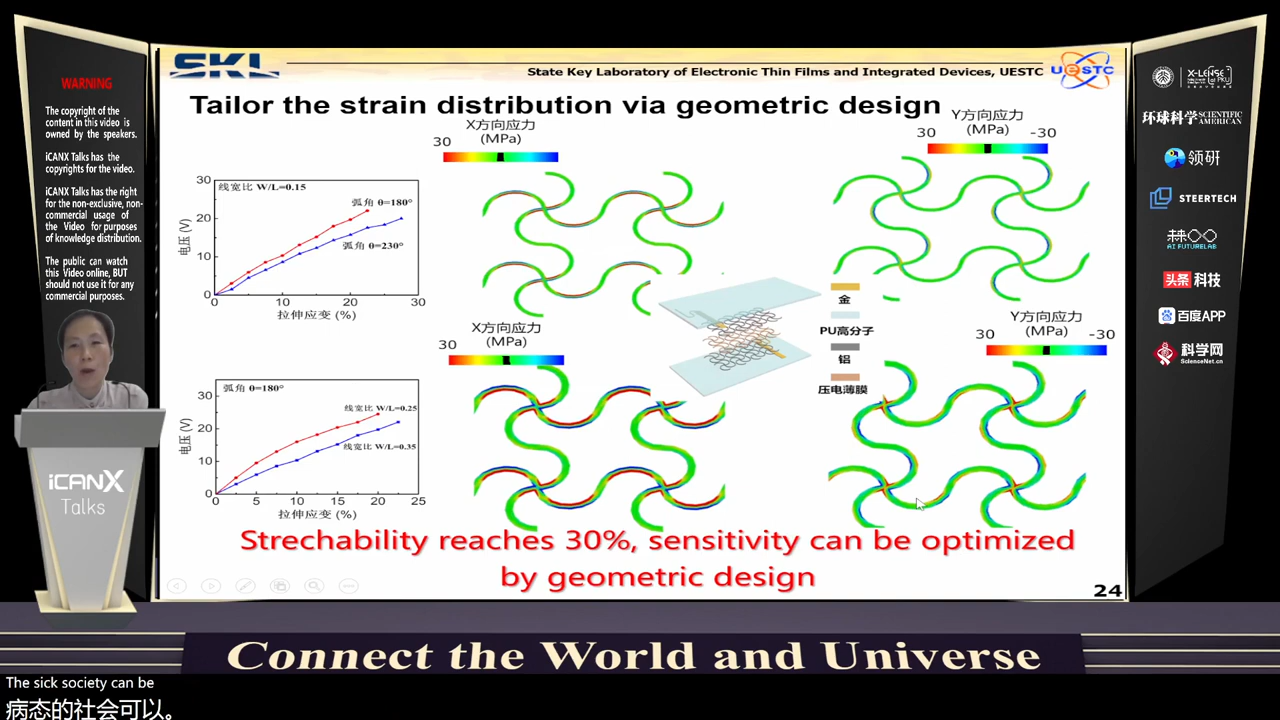 WARNING
The copyright of the
content in this video is
owned by the speakers.
iCANX Talks has the
copyrights for the video.
iCANX Talks has the right
for the non-exclusive, non-
commercial usage of
the Video for purposes
of knowledge distribution.
The public can watch
this Video online, BUT
should not use it for any
commercial purposes.
iCANX
Talks
SKL
State Key Laboratory of Electronic Thin Films and Integrated Devices, UESTC
UESTC
Tailor the strain distribution via geometric design
X方向应力
(MPa)
30
Y方向应力
(MPa)
30
-30
线宽比 W/L=0.15
弧角 θ=180°
弧角 θ=230°
电压 (V)
30
20
10
0
0
10
20
30
拉伸应变 (%)
金
PU高分子
铝
压电薄膜
X方向应力
(MPa)
30
Y方向应力
(MPa)
30
-30
弧角 θ=180°
线宽比 W/L=0.25
线宽比 W/L=0.35
电压 (V)
30
20
10
0
0
5
10
15
20
25
拉伸应变 (%)
Strechability reaches 30%, sensitivity can be optimized
by geometric design
24
X-LENSE
PKU
环球科学 SCIENTIFIC AMERICAN
领研
STEERTECH
AI FUTURELAB
头条 科技
百度APP
科学网
ScienceNet.cn
Connect the World and Universe
The sick society can be
病态的社会可以。